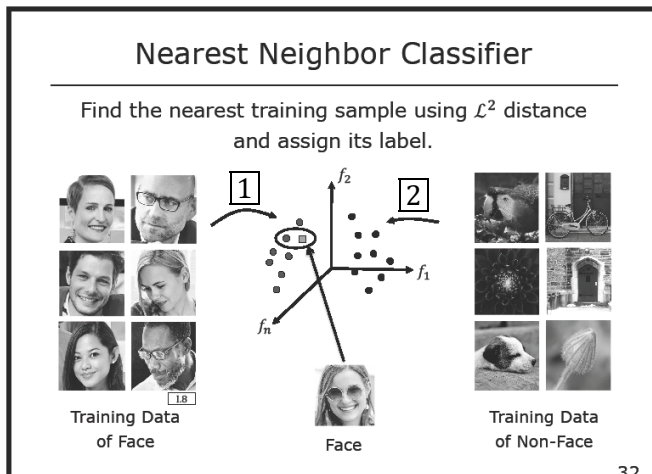 Nearest Neighbor Classifier
Find the nearest training sample using ℒ² distance
and assign its label.
1
2
f₂
f₁
fₙ
I.8
Training Data
of Face
Face
Training Data
of Non-Face
32